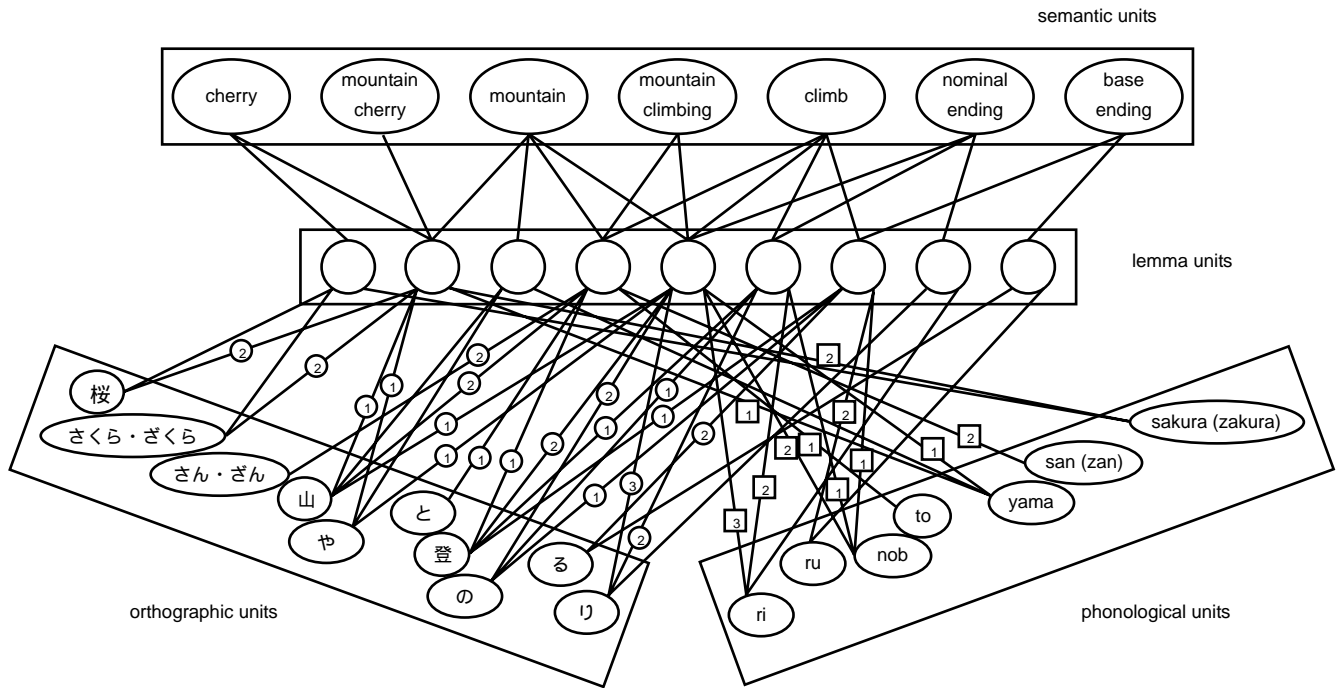 semantic units
cherry
mountain
cherry
mountain
mountain
climbing
climb
nominal
ending
base
ending
lemma units
2
2
2
2
1
1
2
1
1
1
1
1
2
2
1
1
1
2
3
1
2
2
1
2
2
1
1
1
2
1
2
3
桜
さくら・ざくら
さん・ざん
山
や
と
登
の
る
り
sakura (zakura)
san (zan)
yama
to
nob
ru
ri
orthographic units
phonological units